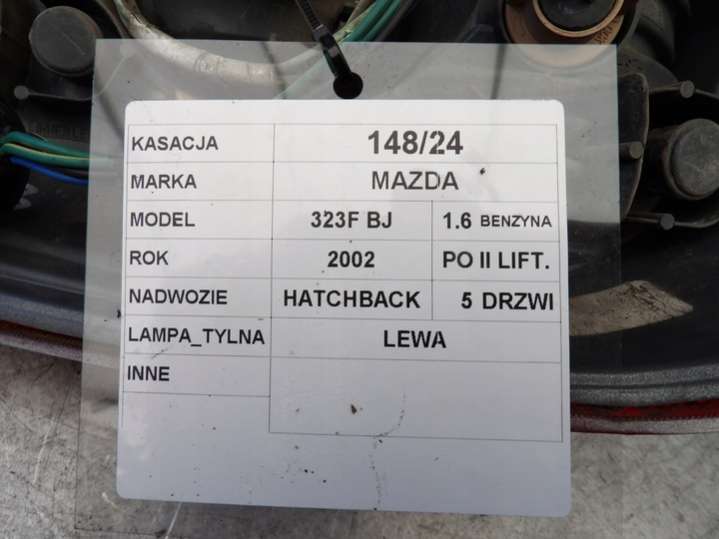 KASACJA 148/24
MARKA MAZDA
MODEL 323F BJ 1.6 BENZYNA
ROK 2002 PO II LIFT.
NADWOZIE HATCHBACK 5 DRZWI
LAMPA_TYLNA LEWA
INNE